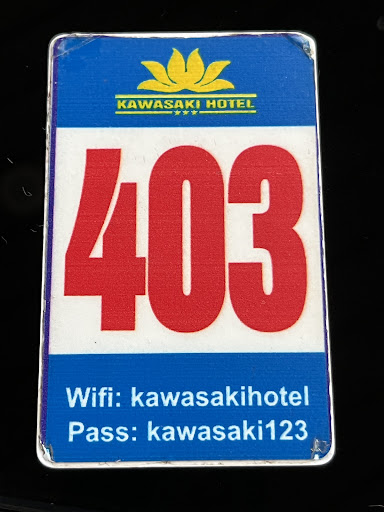 KAWASAKI HOTEL
★★★★
403
Wifi: kawasakihotel
Pass: kawasaki123